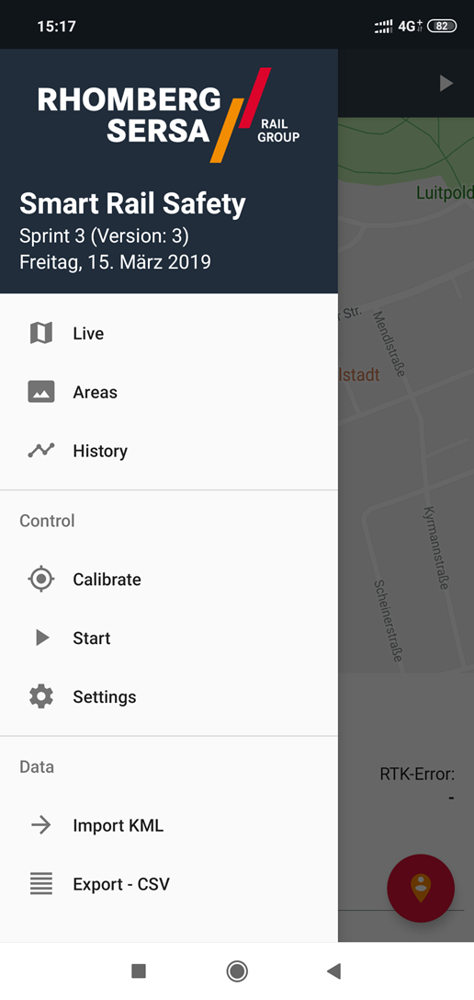 15:17
4G+
82
RHOMBERG
SERSA
RAIL
GROUP
Smart Rail Safety
Sprint 3 (Version: 3)
Freitag, 15. März 2019
Live
Areas
History
Control
Calibrate
Start
Settings
Data
Import KML
Export - CSV
Luitpold
Str.
Mendlstraße
lstadt
Kyrmannstraße
Scheinerstraße
RTK-Error:
-